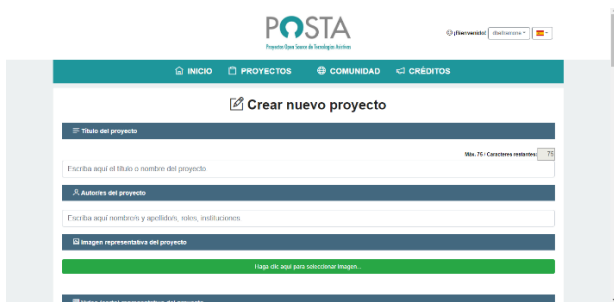 POSTA
Proyectos Open Source de Tecnologías Asistivas
¡Bienvenido!
INICIO PROYECTOS COMUNIDAD CRÉDITOS
Crear nuevo proyecto
Título del proyecto
Máx. 75 / Caracteres restantes: 75
Escriba aquí el título o nombre del proyecto.
Autor/es del proyecto
Escriba aquí nombre/s y apellido/s, roles, instituciones.
Imagen representativa del proyecto
Haga clic aquí para seleccionar imagen...